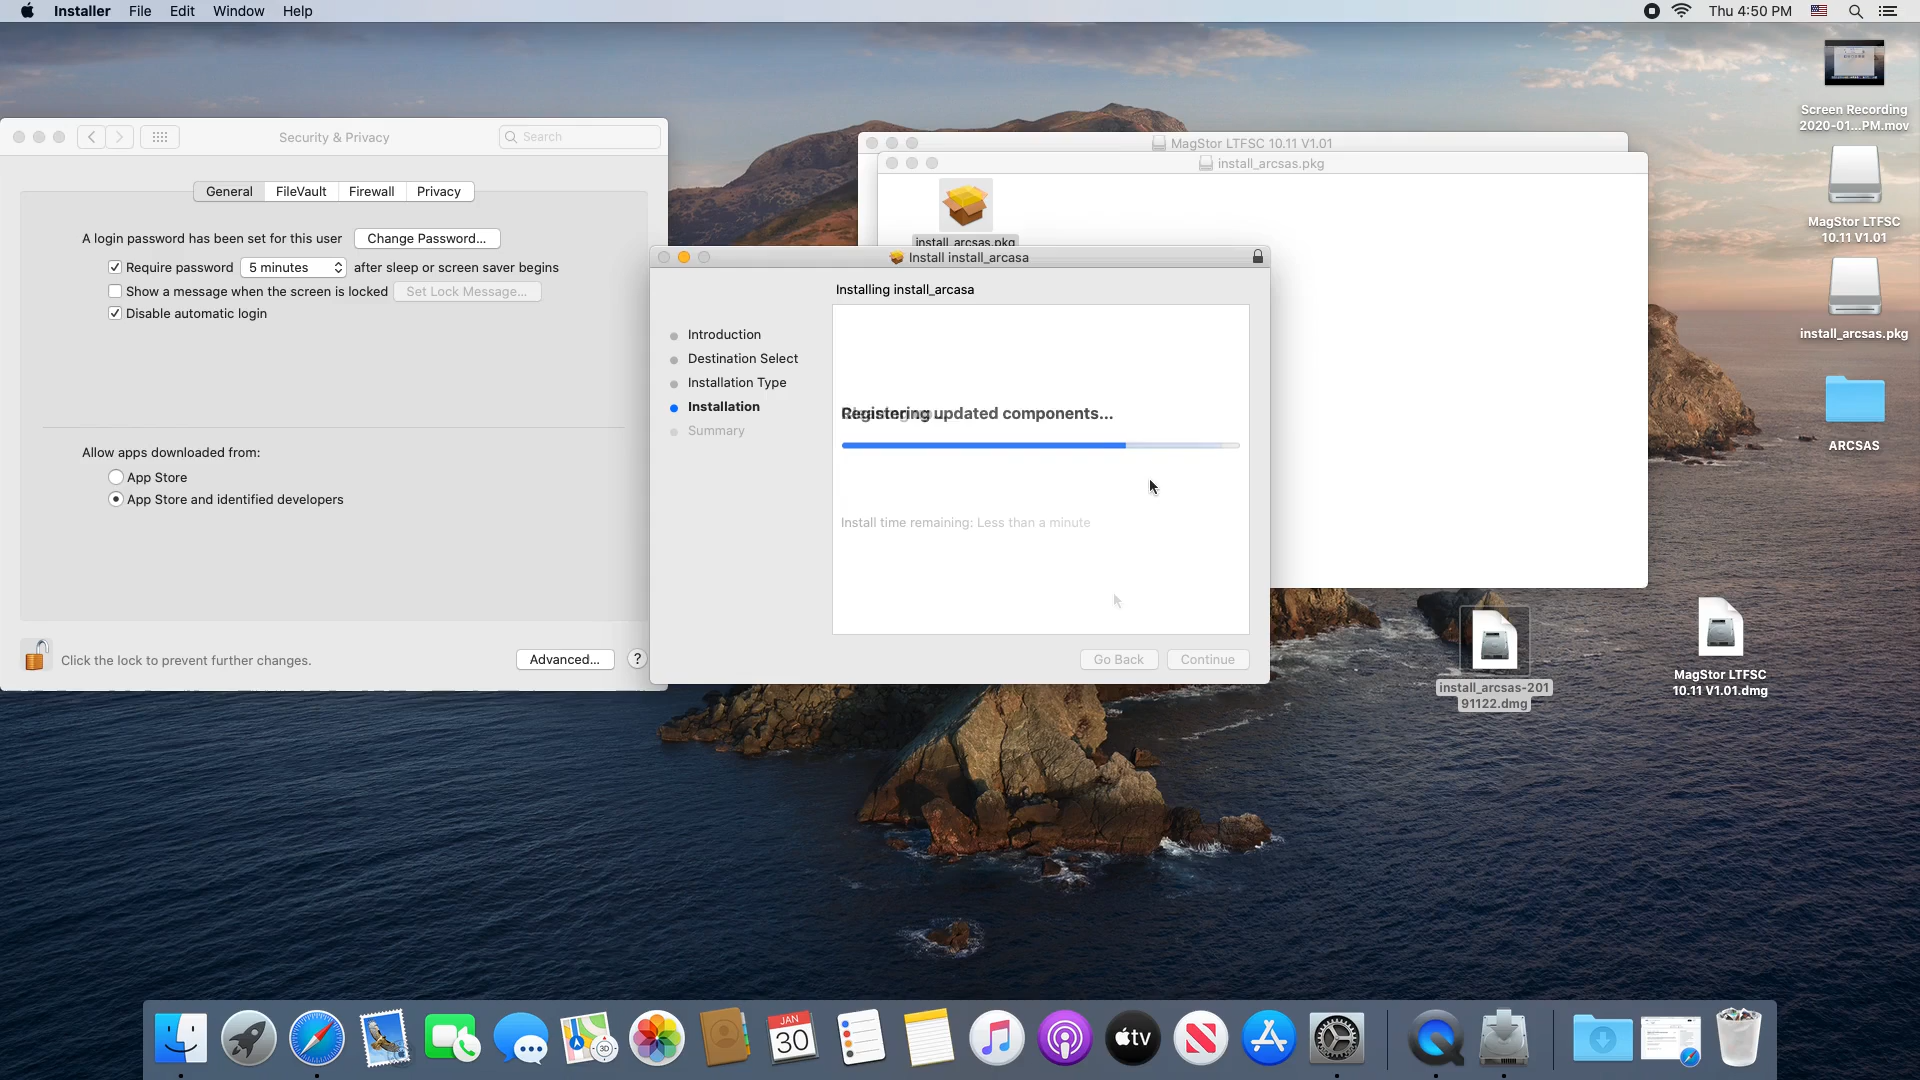 Installer File Edit Window Help
Thu 4:50 PM
Screen Recording
2020-01...PM.mov
MagStor LTFSC
10.11 V1.01
install_arcsas.pkg
ARCSAS
Security & Privacy
Search
General FileVault Firewall Privacy
A login password has been set for this user Change Password...
Require password 5 minutes after sleep or screen saver begins
Show a message when the screen is locked Set Lock Message...
Disable automatic login
Allow apps downloaded from:
App Store
App Store and identified developers
Click the lock to prevent further changes.
Advanced... ?
MagStor LTFSC 10.11 V1.01
install_arcsas.pkg
install_arcsas.pkg
Install install_arcasa
Installing install_arcasa
Introduction
Destination Select
Installation Type
Installation
Summary
Registering updated components...
Install time remaining: Less than a minute
Go Back Continue
install_arcsas-201
91122.dmg
MagStor LTFSC
10.11 V1.01.dmg
3D
JAN
30
tv